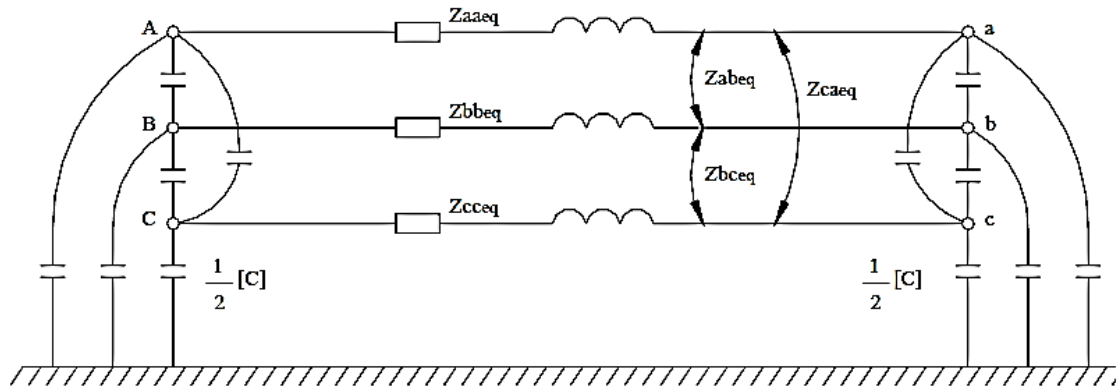 A
Zaaeq
a
Zabeq
Zcaeq
B
Zbbeq
b
Zbceq
C
Zcceq
c
1/2 [C]
1/2 [C]